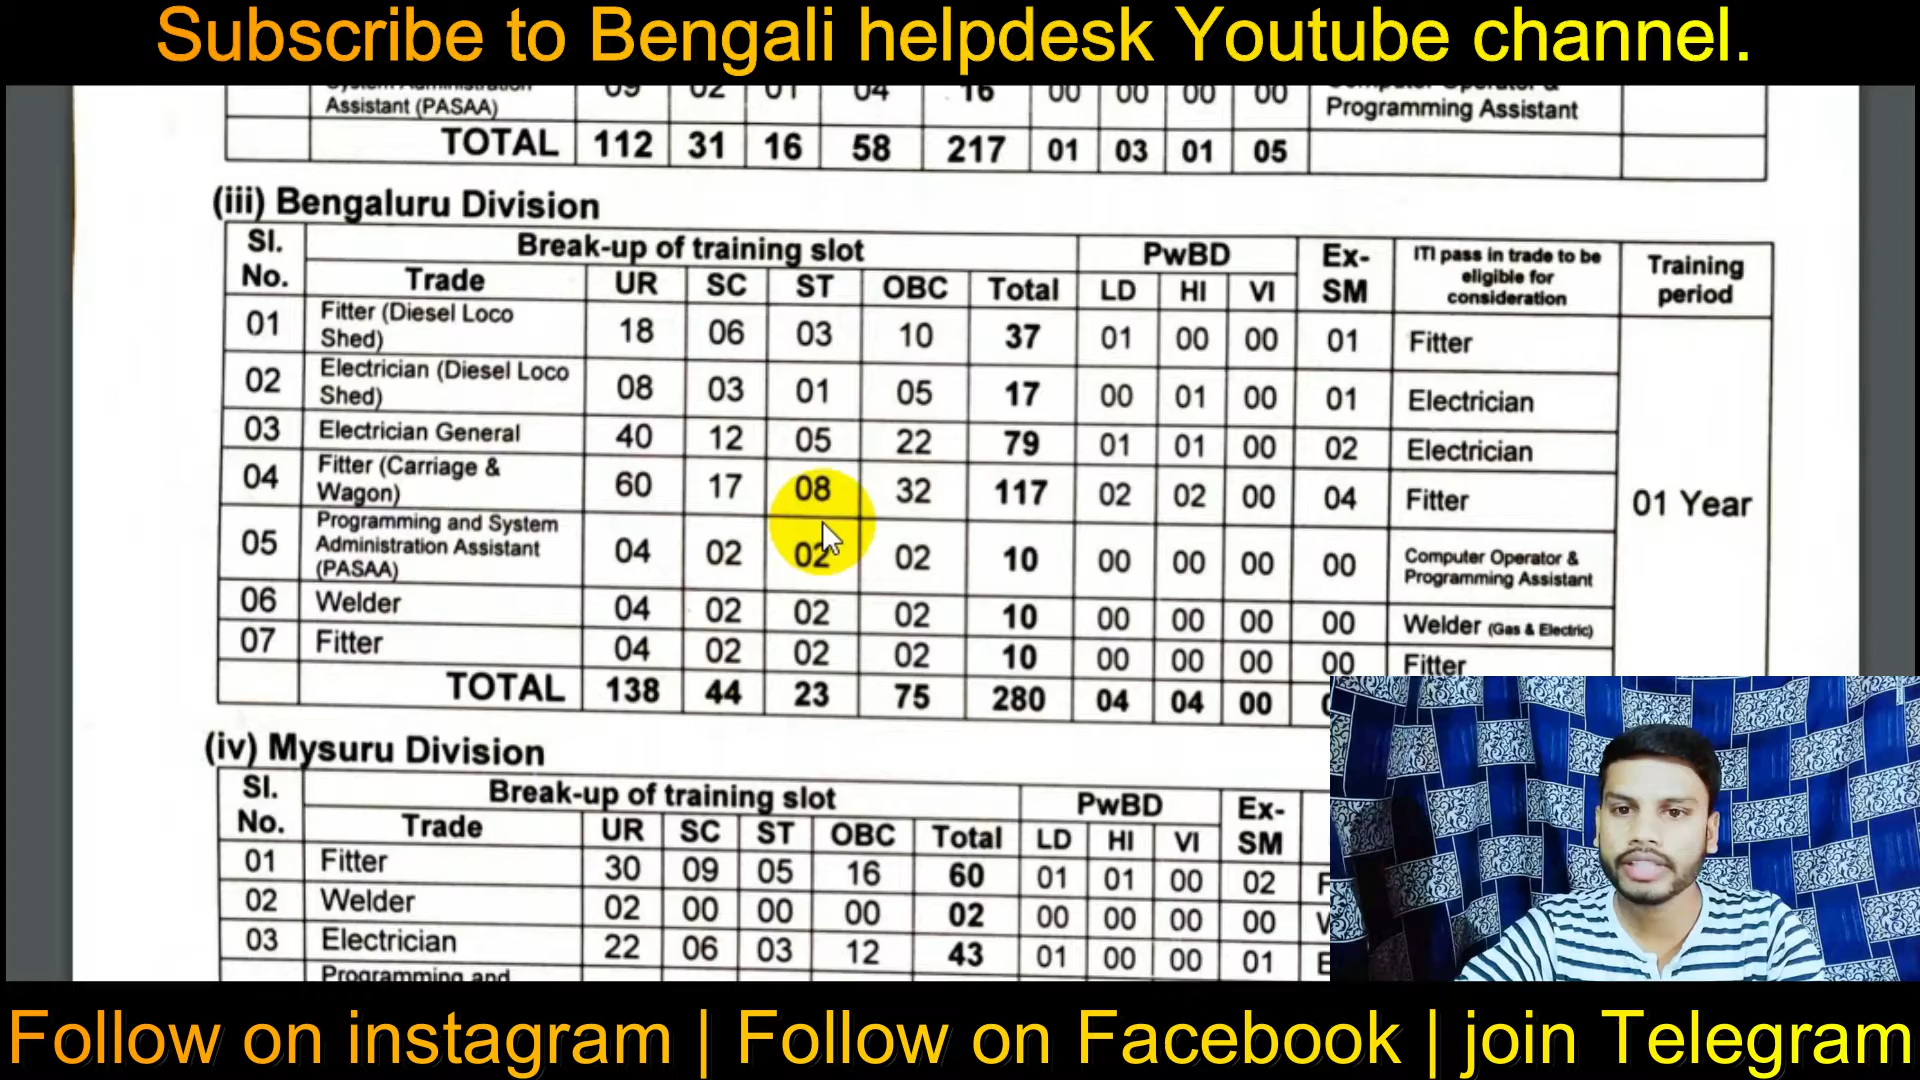 Subscribe to Bengali helpdesk Youtube channel.
Assistant (PASAA) 09 02 01 04 16 00 00 00 00 Programming Assistant
TOTAL 112 31 16 58 217 01 03 01 05
(iii) Bengaluru Division
Sl. No. Break-up of training slot PwBD Ex-SM ITI pass in trade to be eligible for consideration Training period
Trade UR SC ST OBC Total LD HI VI
01 Fitter (Diesel Loco Shed) 18 06 03 10 37 01 00 00 01 Fitter
02 Electrician (Diesel Loco Shed) 08 03 01 05 17 00 01 00 01 Electrician
03 Electrician General 40 12 05 22 79 01 01 00 02 Electrician
04 Fitter (Carriage & Wagon) 60 17 08 32 117 02 02 00 04 Fitter 01 Year
05 Programming and System Administration Assistant (PASAA) 04 02 02 02 10 00 00 00 00 Computer Operator & Programming Assistant
06 Welder 04 02 02 02 10 00 00 00 00 Welder (Gas & Electric)
07 Fitter 04 02 02 02 10 00 00 00 00 Fitter
TOTAL 138 44 23 75 280 04 04 00
(iv) Mysuru Division
Sl. No. Break-up of training slot PwBD Ex-SM
Trade UR SC ST OBC Total LD HI VI
01 Fitter 30 09 05 16 60 01 01 00 02
02 Welder 02 00 00 00 02 00 00 00 00
03 Electrician 22 06 03 12 43 01 00 00 01
Programming and
Follow on instagram | Follow on Facebook | join Telegram